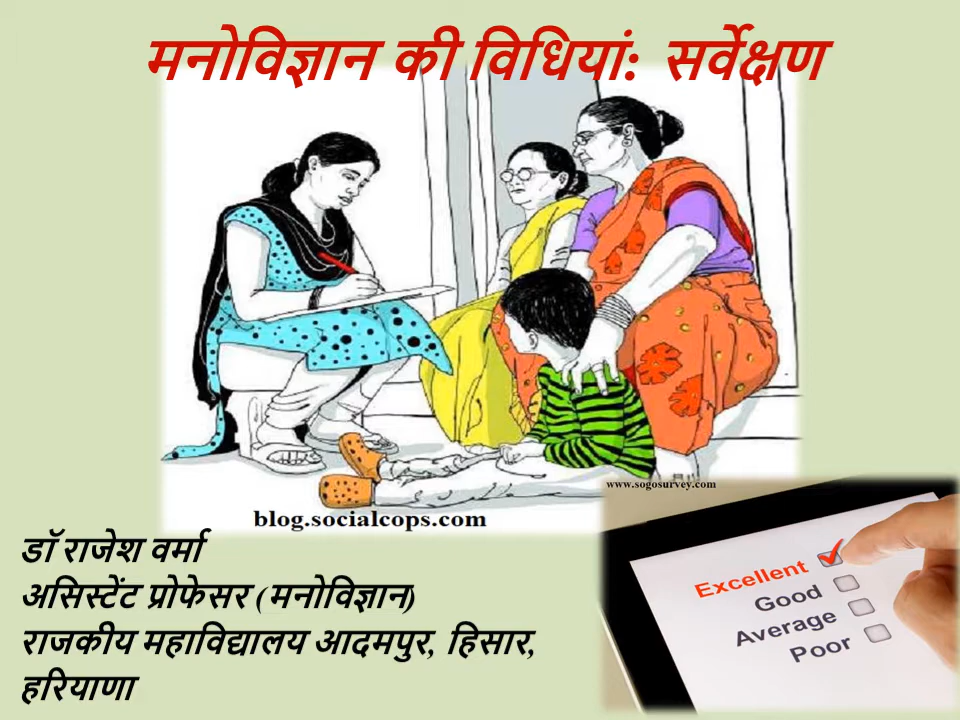 मनोविज्ञान की विधियां: सर्वेक्षण
www.sogosurvey.com
blog.socialcops.com
Excellent
Good
Average
Poor
डॉ राजेश वर्मा
असिस्टेंट प्रोफेसर (मनोविज्ञान)
राजकीय महाविद्यालय आदमपुर, हिसार,
हरियाणा